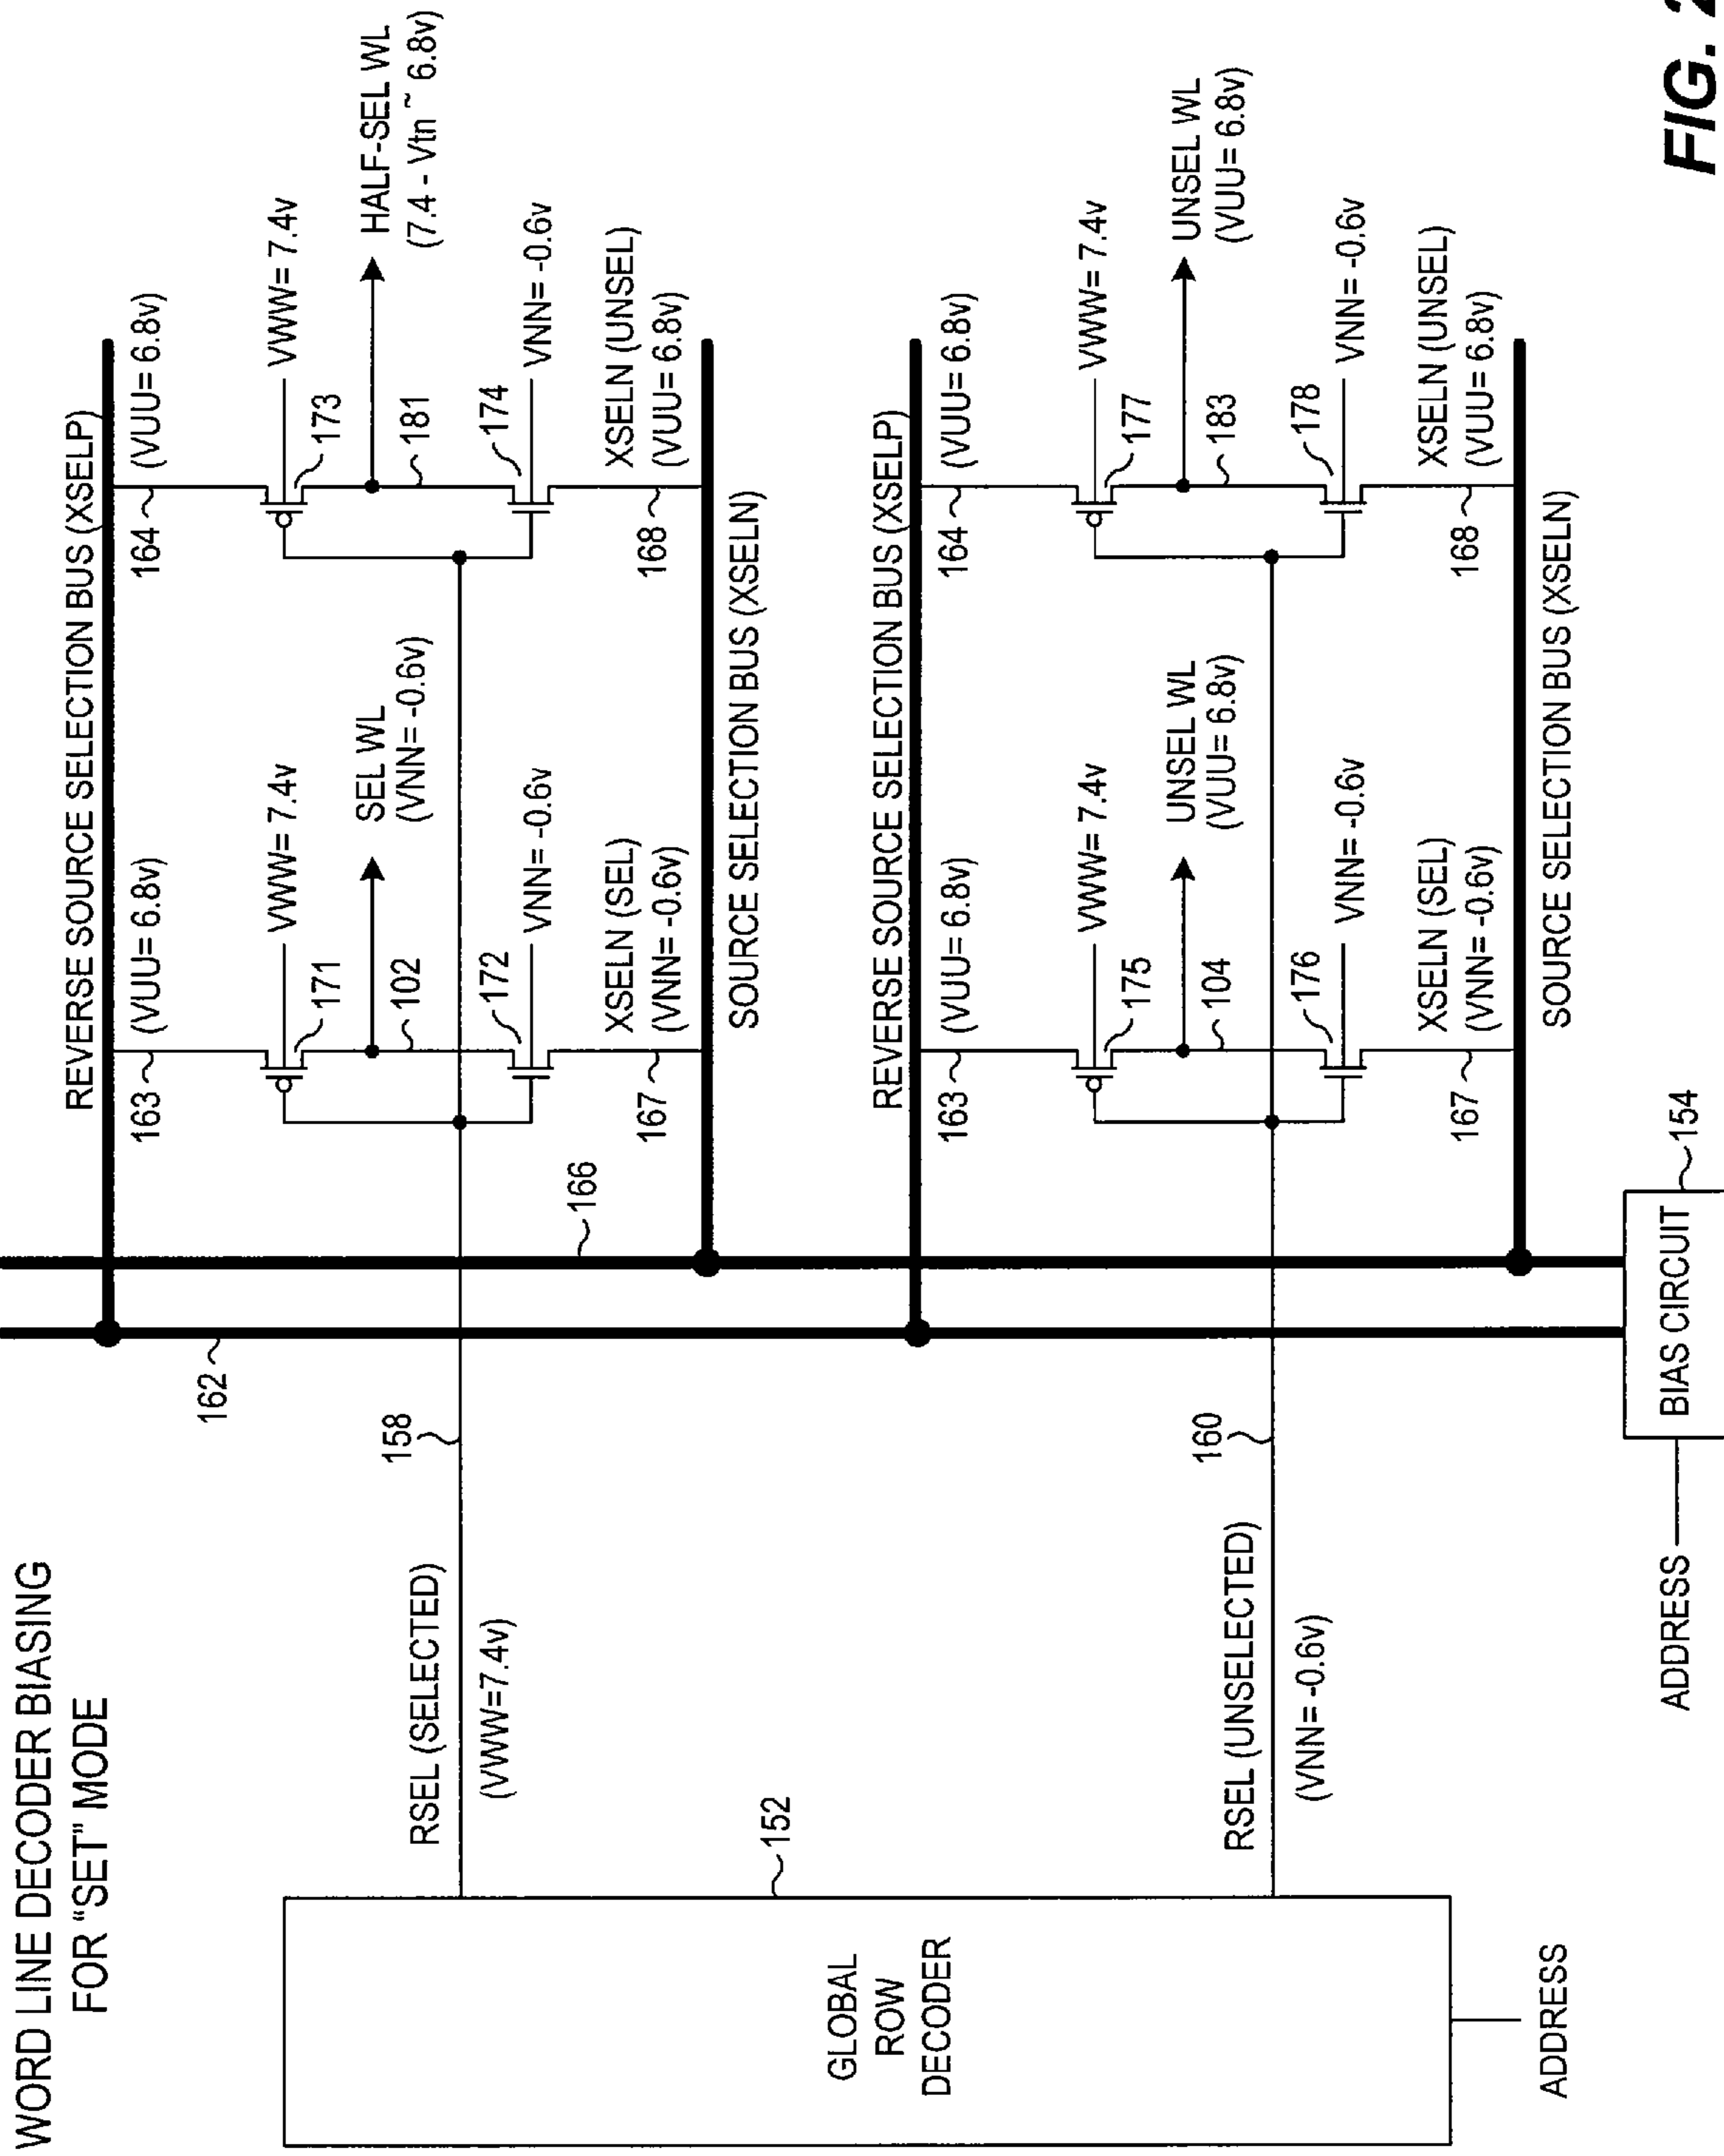 WORD LINE DECODER BIASING
FOR “SET” MODE
REVERSE SOURCE SELECTION BUS (XSELP)
163
(VUU= 6.8v)
164
(VUU= 6.8v)
162
VWW= 7.4v
171
VWW= 7.4v
173
SEL WL
(VNN= -0.6v)
HALF-SEL WL
(7.4 - Vtn ~ 6.8v)
102
181
158
RSEL (SELECTED)
(VWW=7.4v)
172
VNN= -0.6v
174
VNN= -0.6v
166
167
XSELN (SEL)
(VNN= -0.6v)
168
XSELN (UNSEL)
(VUU= 6.8v)
SOURCE SELECTION BUS (XSELN)
152
GLOBAL
ROW
DECODER
REVERSE SOURCE SELECTION BUS (XSELP)
163
(VUU= 6.8v)
164
(VUU= 6.8v)
VWW= 7.4v
175
VWW= 7.4v
177
UNSEL WL
(VUU= 6.8v)
UNSEL WL
(VUU= 6.8v)
104
183
160
RSEL (UNSELECTED)
(VNN= -0.6v)
176
VNN= -0.6v
178
VNN= -0.6v
167
XSELN (SEL)
(VNN= -0.6v)
168
XSELN (UNSEL)
(VUU= 6.8v)
SOURCE SELECTION BUS (XSELN)
ADDRESS
ADDRESS
BIAS CIRCUIT
154
FIG.